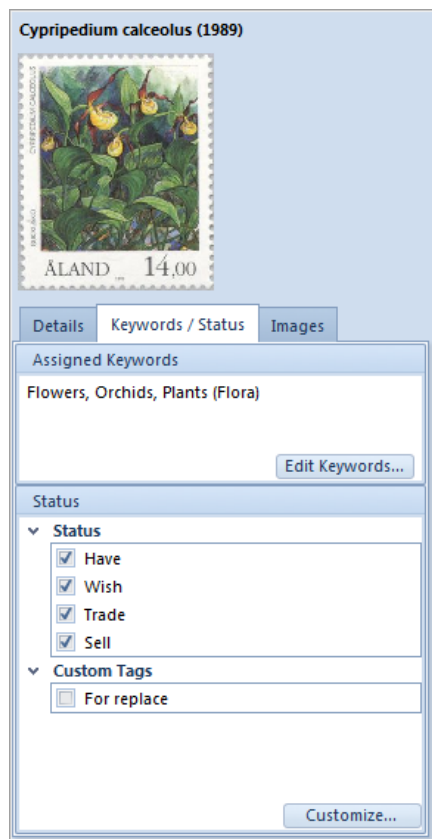 Cypripedium calceolus (1989)
CYPRIPEDIUM CALCEOLUS
ÅLAND 14,00
Details Keywords / Status Images
Assigned Keywords
Flowers, Orchids, Plants (Flora)
Edit Keywords...
Status
Status
Have
Wish
Trade
Sell
Custom Tags
For replace
Customize...